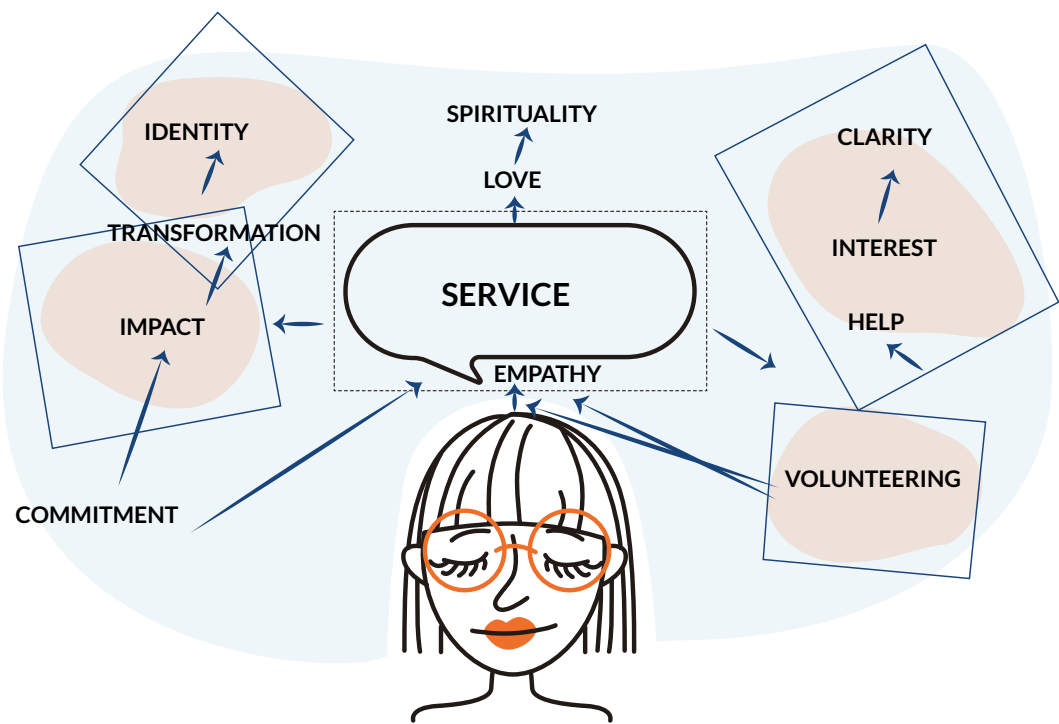 SPIRITUALITY
IDENTITY
CLARITY
LOVE
TRANSFORMATION
INTEREST
SERVICE
IMPACT
HELP
EMPATHY
VOLUNTEERING
COMMITMENT